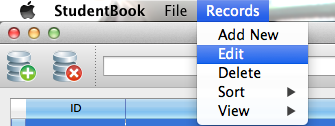 StudentBook File Records
Add New
Edit
Delete
Sort
View
ID